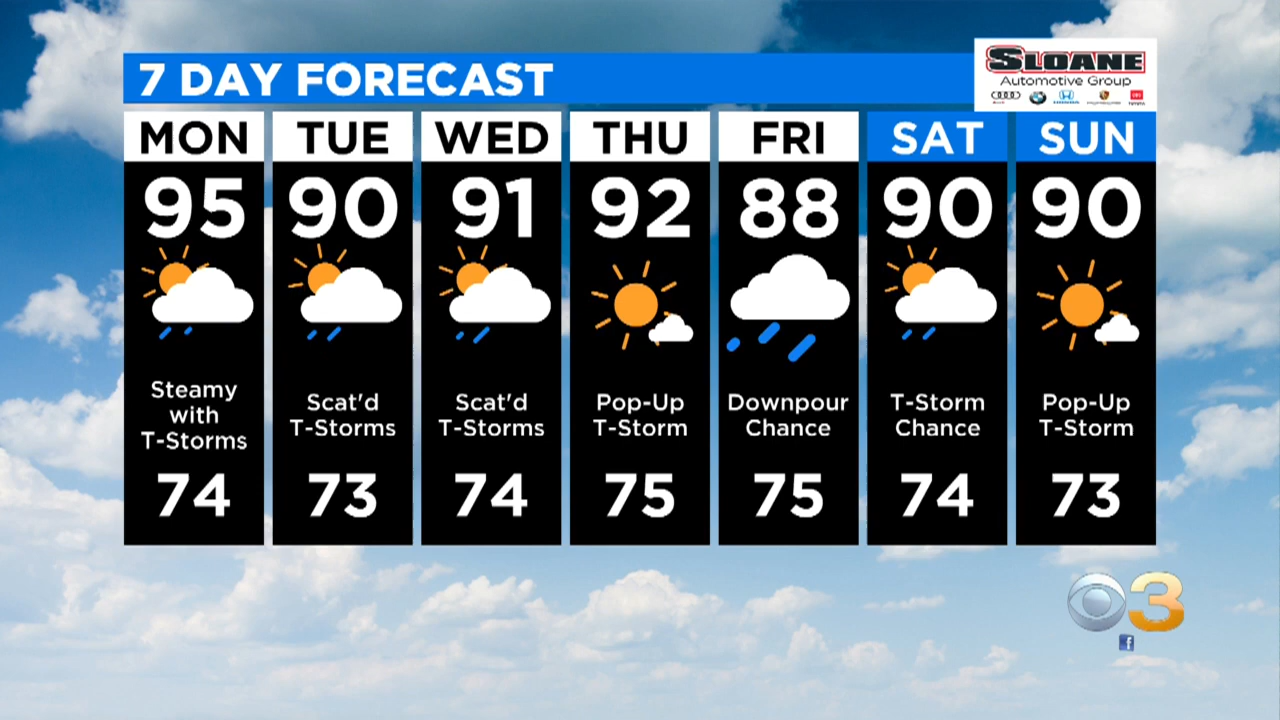 7 DAY FORECAST
SLOANE
Automotive Group
MON
TUE
WED
THU
FRI
SAT
SUN
95
90
91
92
88
90
90
Steamy
with
T-Storms
Scat'd
T-Storms
Scat'd
T-Storms
Pop-Up
T-Storm
Downpour
Chance
T-Storm
Chance
Pop-Up
T-Storm
74
73
74
75
75
74
73
3
f